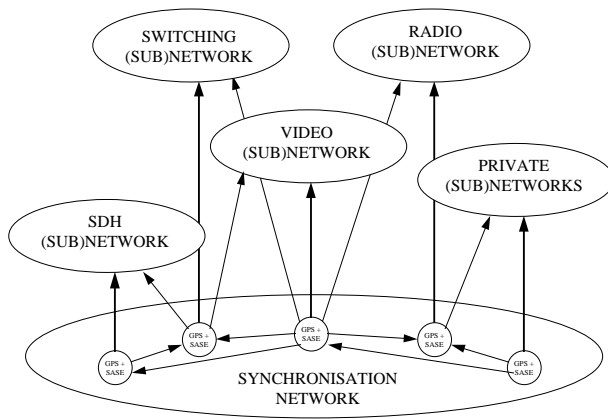 SWITCHING
(SUB)NETWORK
RADIO
(SUB)NETWORK
VIDEO
(SUB)NETWORK
PRIVATE
(SUB)NETWORKS
SDH
(SUB)NETWORK
GPS +
SASE
GPS +
SASE
GPS +
SASE
GPS +
SASE
GPS +
SASE
SYNCHRONISATION
NETWORK